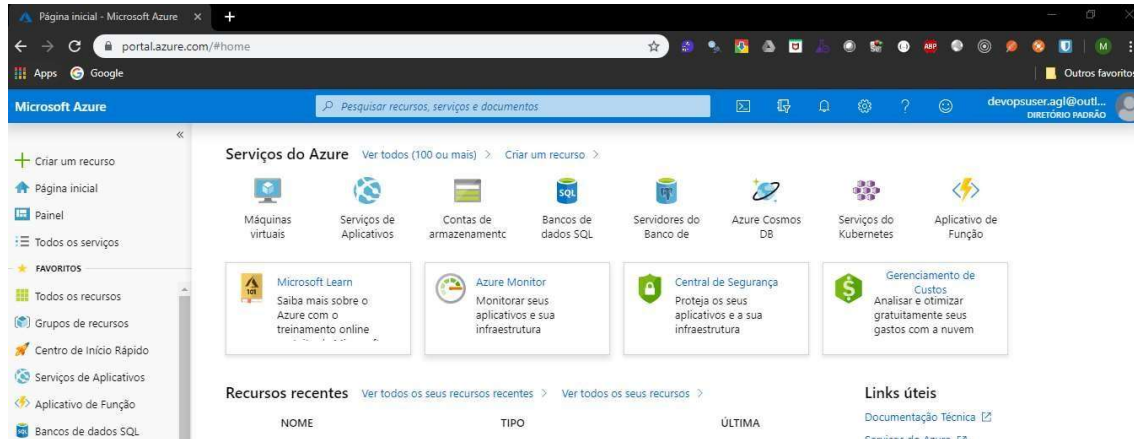 Página inicial - Microsoft Azure
portal.azure.com/#home
ABP
M
Apps Google
Outros favoritos
Microsoft Azure
Pesquisar recursos, serviços e documentos
devopsuser.agl@outl...
DIRETÓRIO PADRÃO
Criar um recurso
Página inicial
Painel
Todos os serviços
FAVORITOS
Todos os recursos
Grupos de recursos
Centro de Início Rápido
Serviços de Aplicativos
Aplicativo de Função
Bancos de dados SQL
Serviços do Azure Ver todos (100 ou mais) > Criar um recurso >
SQL
Máquinas
virtuais
Serviços de
Aplicativos
Contas de
armazenamentc
Bancos de
dados SQL
Servidores do
Banco de
Azure Cosmos
DB
Serviços do
Kubernetes
Aplicativo de
Função
101
Microsoft Learn
Saiba mais sobre o
Azure com o
treinamento online
Azure Monitor
Monitorar seus
aplicativos e sua
infraestrutura
Central de Segurança
Proteja os seus
aplicativos e a sua
infraestrutura
Gerenciamento de
Custos
Analisar e otimizar
gratuitamente seus
gastos com a nuvem
Recursos recentes Ver todos os seus recursos recentes > Ver todos os seus recursos >
NOME TIPO ÚLTIMA
Links úteis
Documentação Técnica